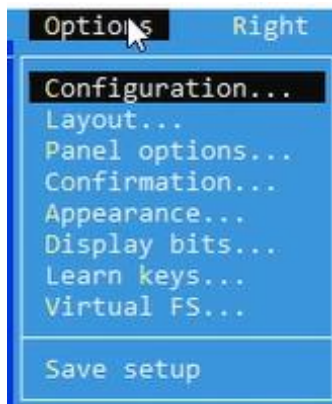 Options Right
Configuration...
Layout...
Panel options...
Confirmation...
Appearance...
Display bits...
Learn keys...
Virtual FS...
Save setup